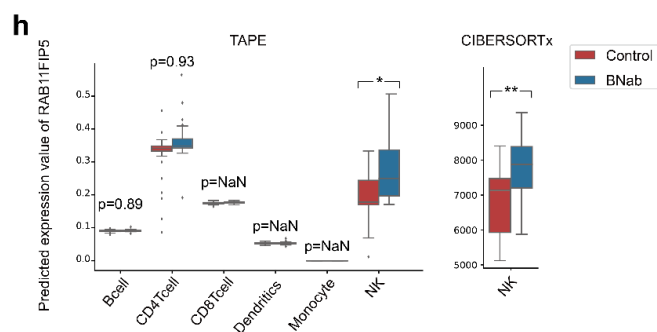 h
TAPE
CIBERSORTx
Control
BNab
Predicted expression value of RAB11FIP5
0.5
0.4
0.3
0.2
0.1
0.0
p=0.89
p=0.93
p=NaN
p=NaN
p=NaN
*
Bcell
CD4Tcell
CD8Tcell
Dendritics
Monocyte
NK
**
9000
8000
7000
6000
5000
NK